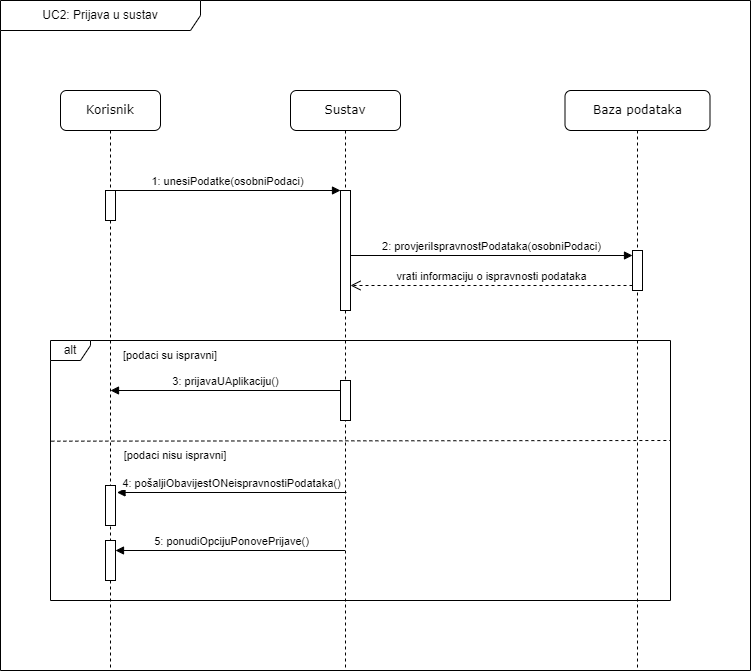 UC2: Prijava u sustav
Korisnik
Sustav
Baza podataka
1: unesiPodatke(osobniPodaci)
2: provjeriIspravnostPodataka(osobniPodaci)
vrati informaciju o ispravnosti podataka
alt
[podaci su ispravni]
3: prijavaUAplikaciju()
[podaci nisu ispravni]
4: pošaljiObavijestONeispravnostiPodataka()
5: ponudiOpcijuPonovePrijave()